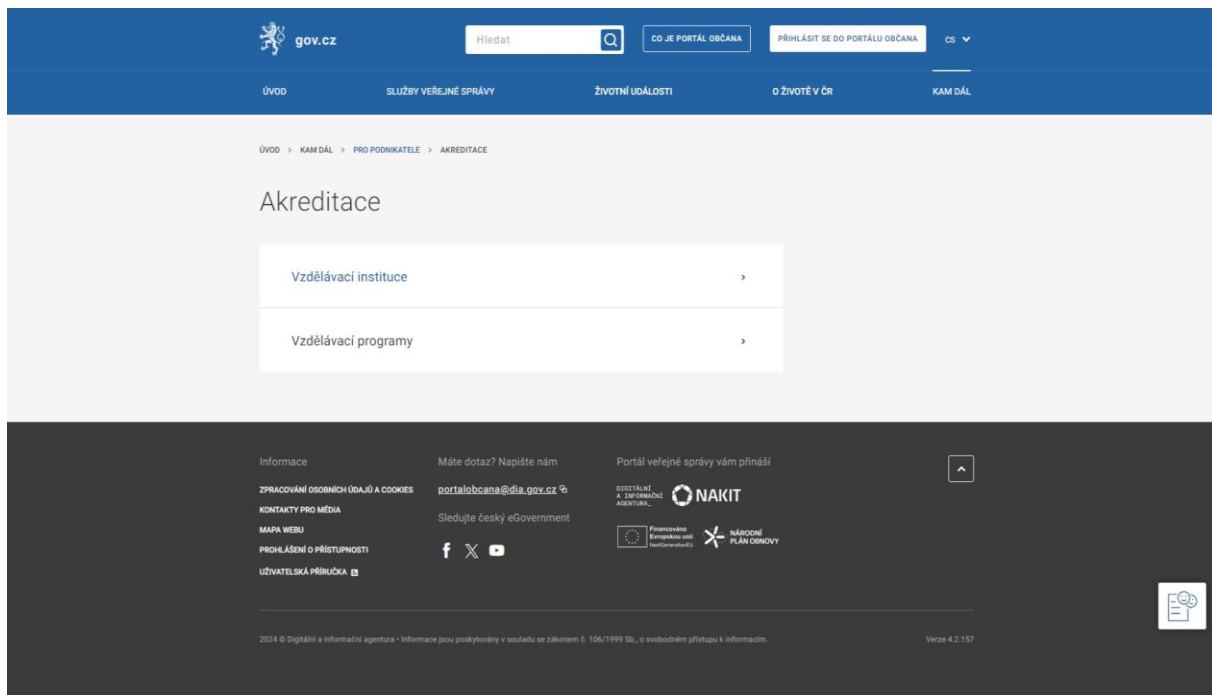 gov.cz
Hledat
CO JE PORTÁL OBČANA
PŘIHLÁSIT SE DO PORTÁLU OBČANA
CS
ÚVOD
SLUŽBY VEŘEJNÉ SPRÁVY
ŽIVOTNÍ UDÁLOSTI
O ŽIVOTĚ V ČR
KAM DÁL
ÚVOD > KAM DÁL > PRO PODNIKATELE > AKREDITACE
Akreditace
Vzdělávací instituce
Vzdělávací programy
Informace
ZPRACOVÁNÍ OSOBNÍCH ÚDAJŮ A COOKIES
KONTAKTY PRO MÉDIA
MAPA WEBU
PROHLÁŠENÍ O PŘÍSTUPNOSTI
UŽIVATELSKÁ PŘÍRUČKA
Máte dotaz? Napište nám
portalobcana@dia.gov.cz
Sledujte český eGovernment
Portál veřejné správy vám přináší
DIGITÁLNÍ
A INFORMAČNÍ
AGENTURA_
NAKIT
Financováno
Evropskou unií
NextGenerationEU
NÁRODNÍ
PLÁN OBNOVY
2024 © Digitální a informační agentura • Informace jsou poskytovány v souladu se zákonem č. 106/1999 Sb., o svobodném přístupu k informacím.
Verze 4.2.157